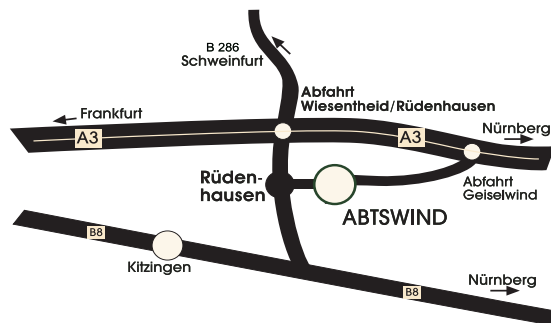 B 286
Schweinfurt
Abfahrt
Wiesentheid/Rüdenhausen
Frankfurt
A3
A3
Nürnberg
Rüden-
hausen
Abfahrt
Geiselwind
ABTSWIND
B8
Kitzingen
Nürnberg
B8